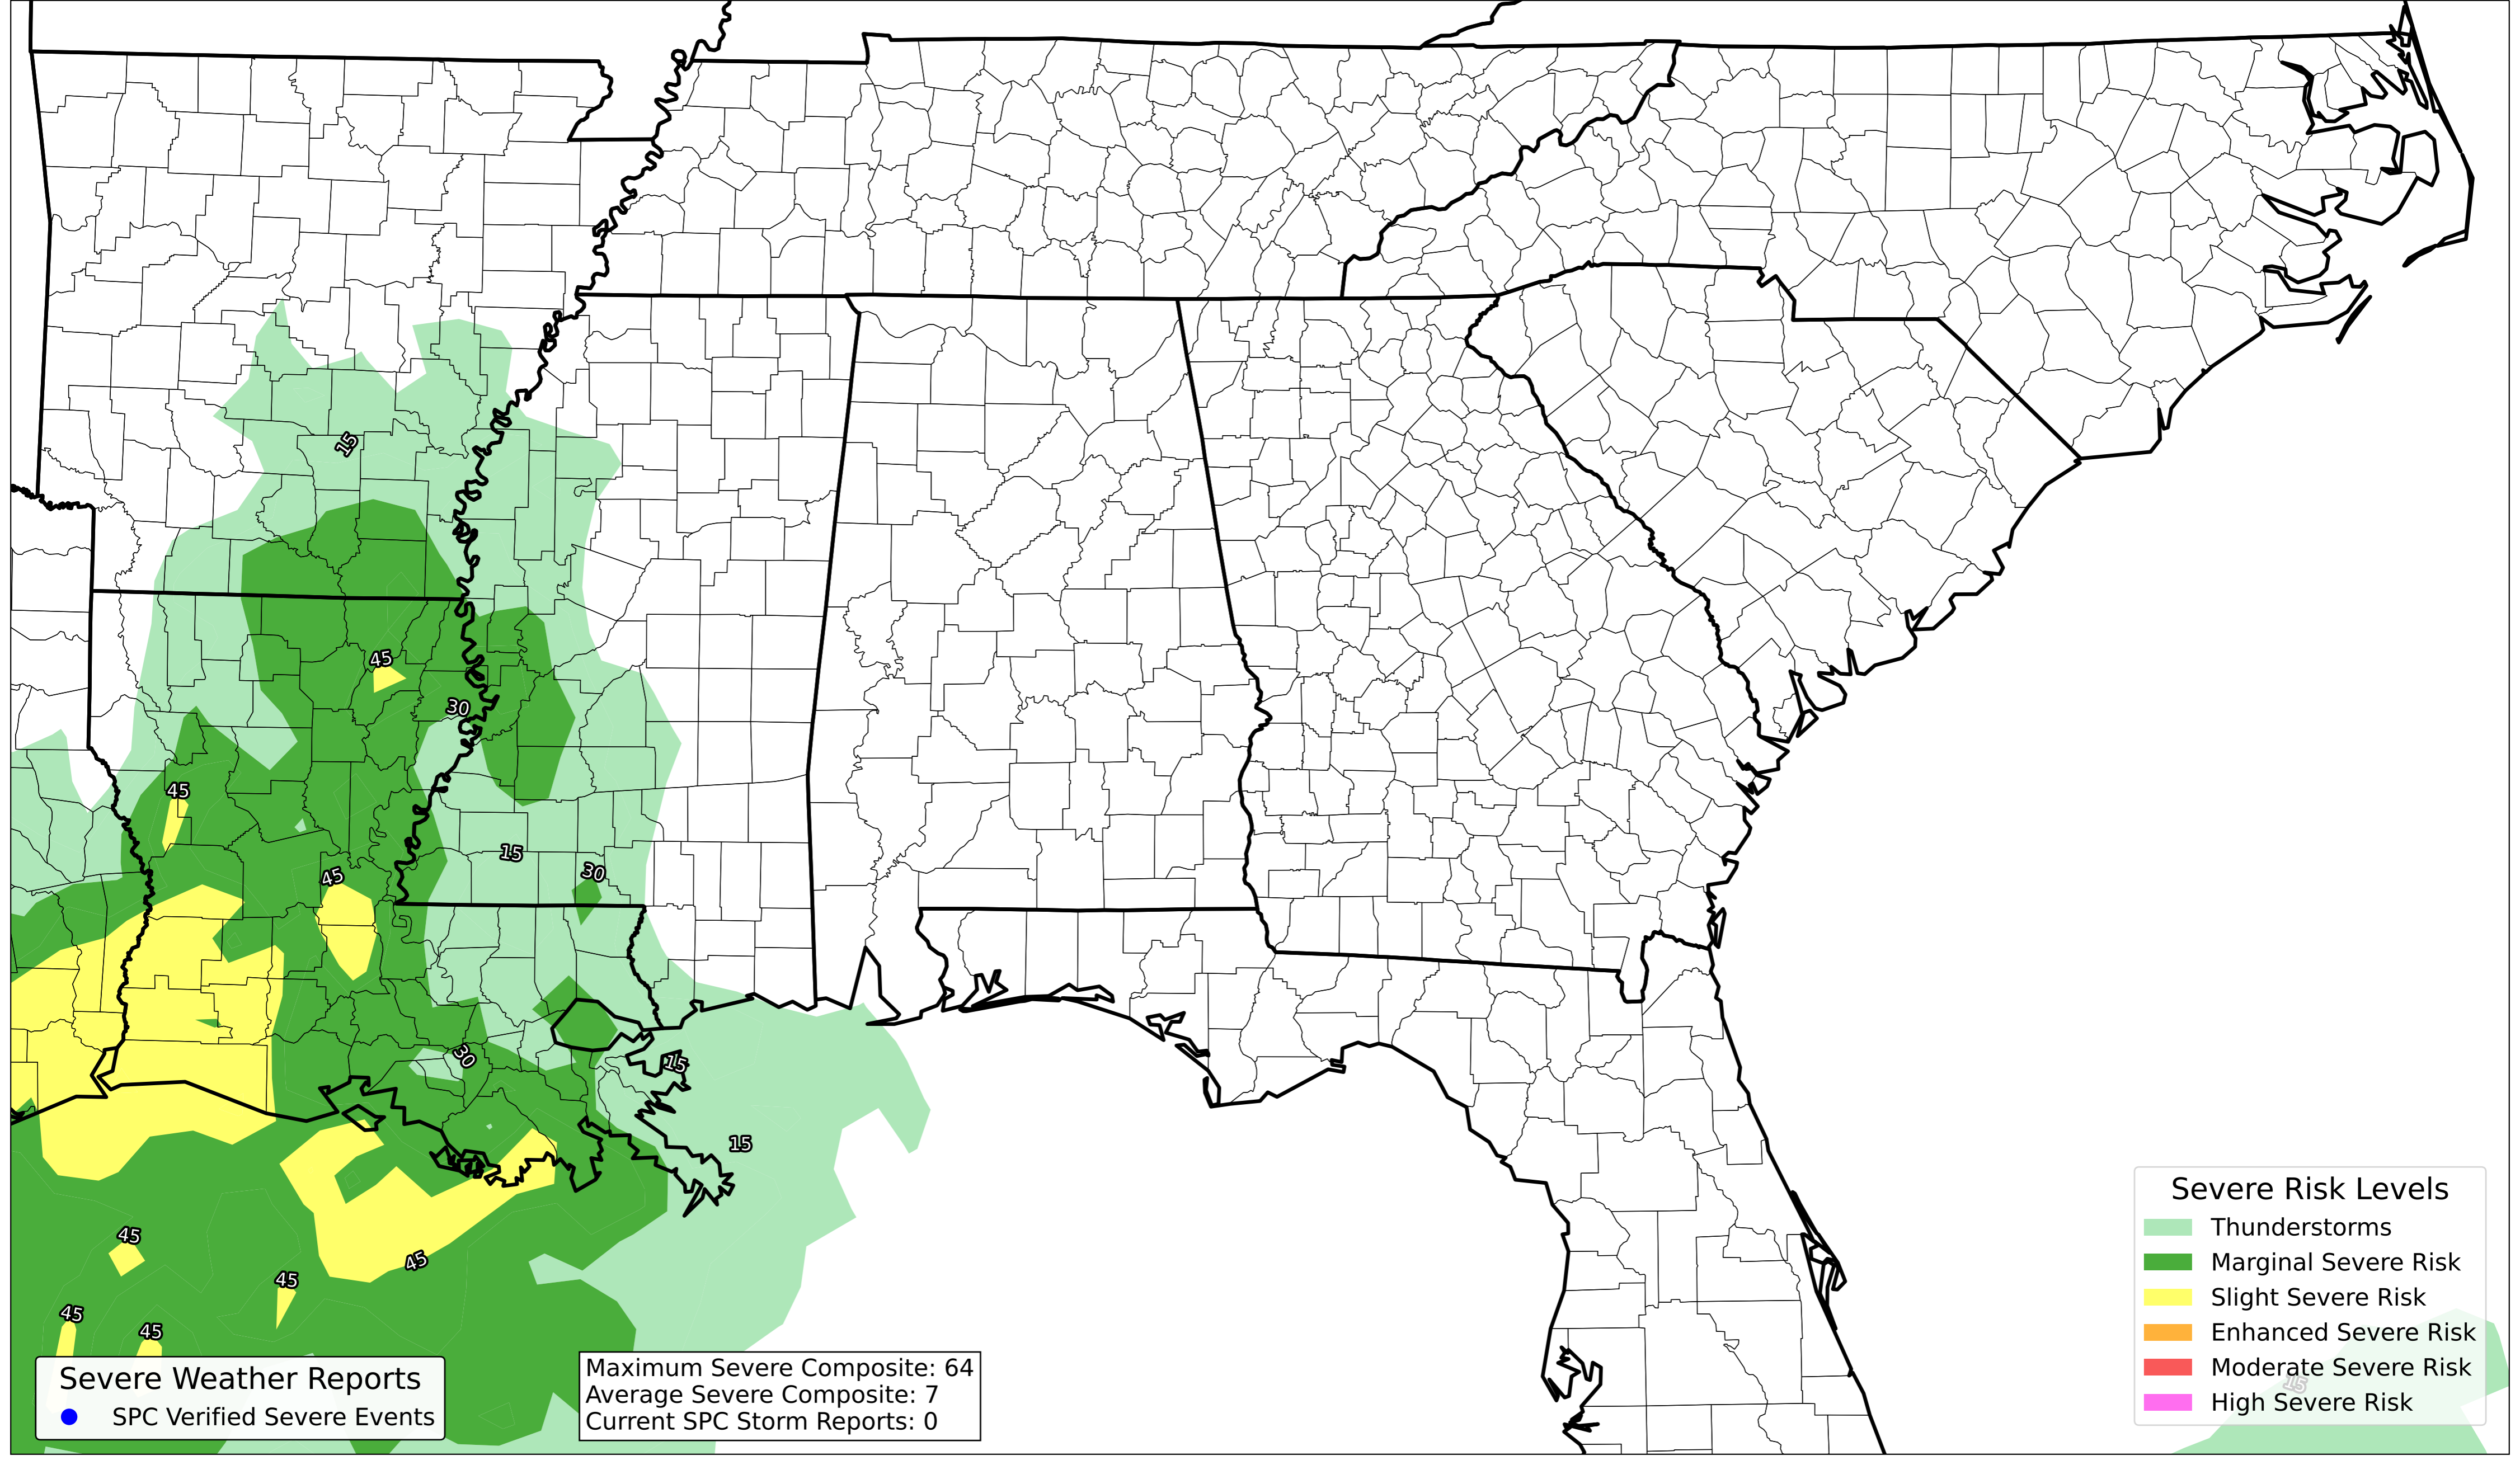 15
45
30
45
15
30
45
30
15
15
45
45
45
45
45
Severe Risk Levels
Thunderstorms
Marginal Severe Risk
Slight Severe Risk
Enhanced Severe Risk
Moderate Severe Risk
15
High Severe Risk
Severe Weather Reports
SPC Verified Severe Events
Maximum Severe Composite: 64
Average Severe Composite: 7
Current SPC Storm Reports: 0